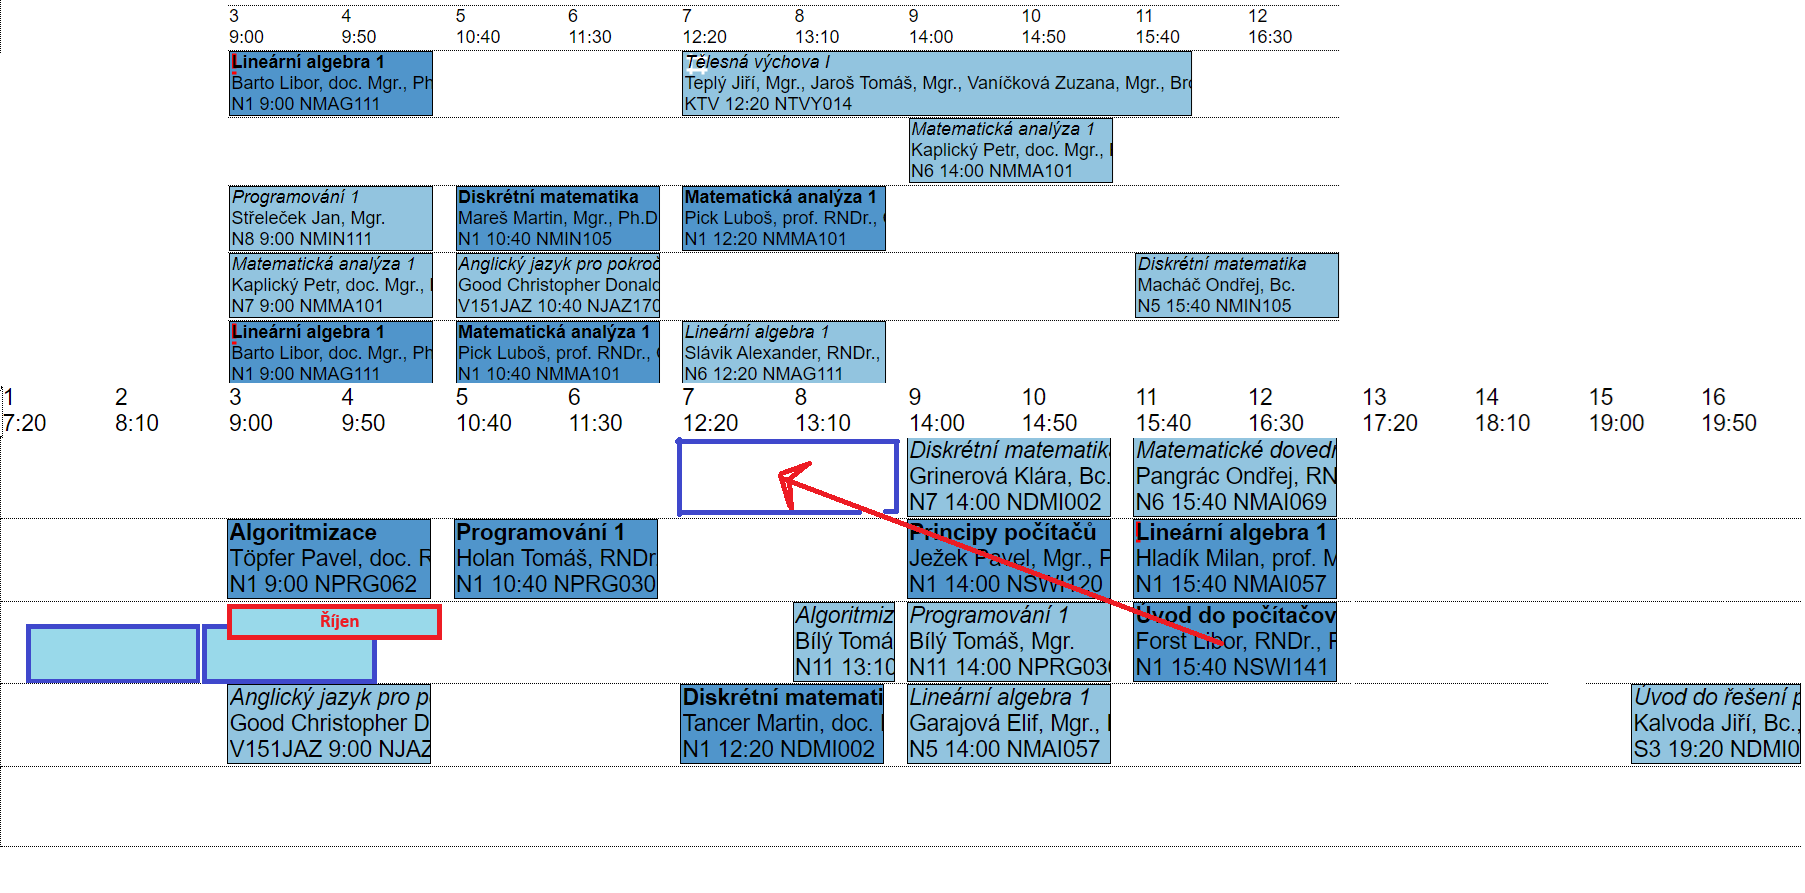 3 4 5 6 7 8 9 10 11 12
9:00 9:50 10:40 11:30 12:20 13:10 14:00 14:50 15:40 16:30
Lineární algebra 1
Barto Libor, doc. Mgr., Ph
N1 9:00 NMAG111
Tělesná výchova I
Teplý Jiří, Mgr., Jaroš Tomáš, Mgr., Vaníčková Zuzana, Mgr., Bro
KTV 12:20 NTVY014
Matematická analýza 1
Kaplický Petr, doc. Mgr.,
N6 14:00 NMMA101
Programování 1
Střeleček Jan, Mgr.
N8 9:00 NMIN111
Diskrétní matematika
Mareš Martin, Mgr., Ph.D
N1 10:40 NMIN105
Matematická analýza 1
Pick Luboš, prof. RNDr.,
N1 12:20 NMMA101
Matematická analýza 1
Kaplický Petr, doc. Mgr.,
N7 9:00 NMMA101
Anglický jazyk pro pokroč
Good Christopher Donald
V151JAZ 10:40 NJAZ170
Diskrétní matematika
Macháč Ondřej, Bc.
N5 15:40 NMIN105
Lineární algebra 1
Barto Libor, doc. Mgr., Ph
N1 9:00 NMAG111
Matematická analýza 1
Pick Luboš, prof. RNDr.,
N1 10:40 NMMA101
Lineární algebra 1
Slávik Alexander, RNDr.,
N6 12:20 NMAG111
1 2 3 4 5 6 7 8 9 10 11 12 13 14 15 16
7:20 8:10 9:00 9:50 10:40 11:30 12:20 13:10 14:00 14:50 15:40 16:30 17:20 18:10 19:00 19:50
Diskrétní matematik
Grinerová Klára, Bc.
N7 14:00 NDMI002
Matematické doved
Pangrác Ondřej, RN
N6 15:40 NMAI069
Algoritmizace
Töpfer Pavel, doc. R
N1 9:00 NPRG062
Programování 1
Holan Tomáš, RNDr
N1 10:40 NPRG030
Principy počítačů
Ježek Pavel, Mgr., P
N1 14:00 NSWI120
Lineární algebra 1
Hladík Milan, prof. M
N1 15:40 NMAI057
Říjen
Algoritmiz
Bílý Tomá
N11 13:10
Programování 1
Bílý Tomáš, Mgr.
N11 14:00 NPRG030
Úvod do počítačov
Forst Libor, RNDr., P
N1 15:40 NSWI141
Anglický jazyk pro p
Good Christopher D
V151JAZ 9:00 NJAZ
Diskrétní matemati
Tancer Martin, doc.
N1 12:20 NDMI002
Lineární algebra 1
Garajová Elif, Mgr.,
N5 14:00 NMAI057
Úvod do řešení p
Kalvoda Jiří, Bc.,
S3 19:20 NDMI0